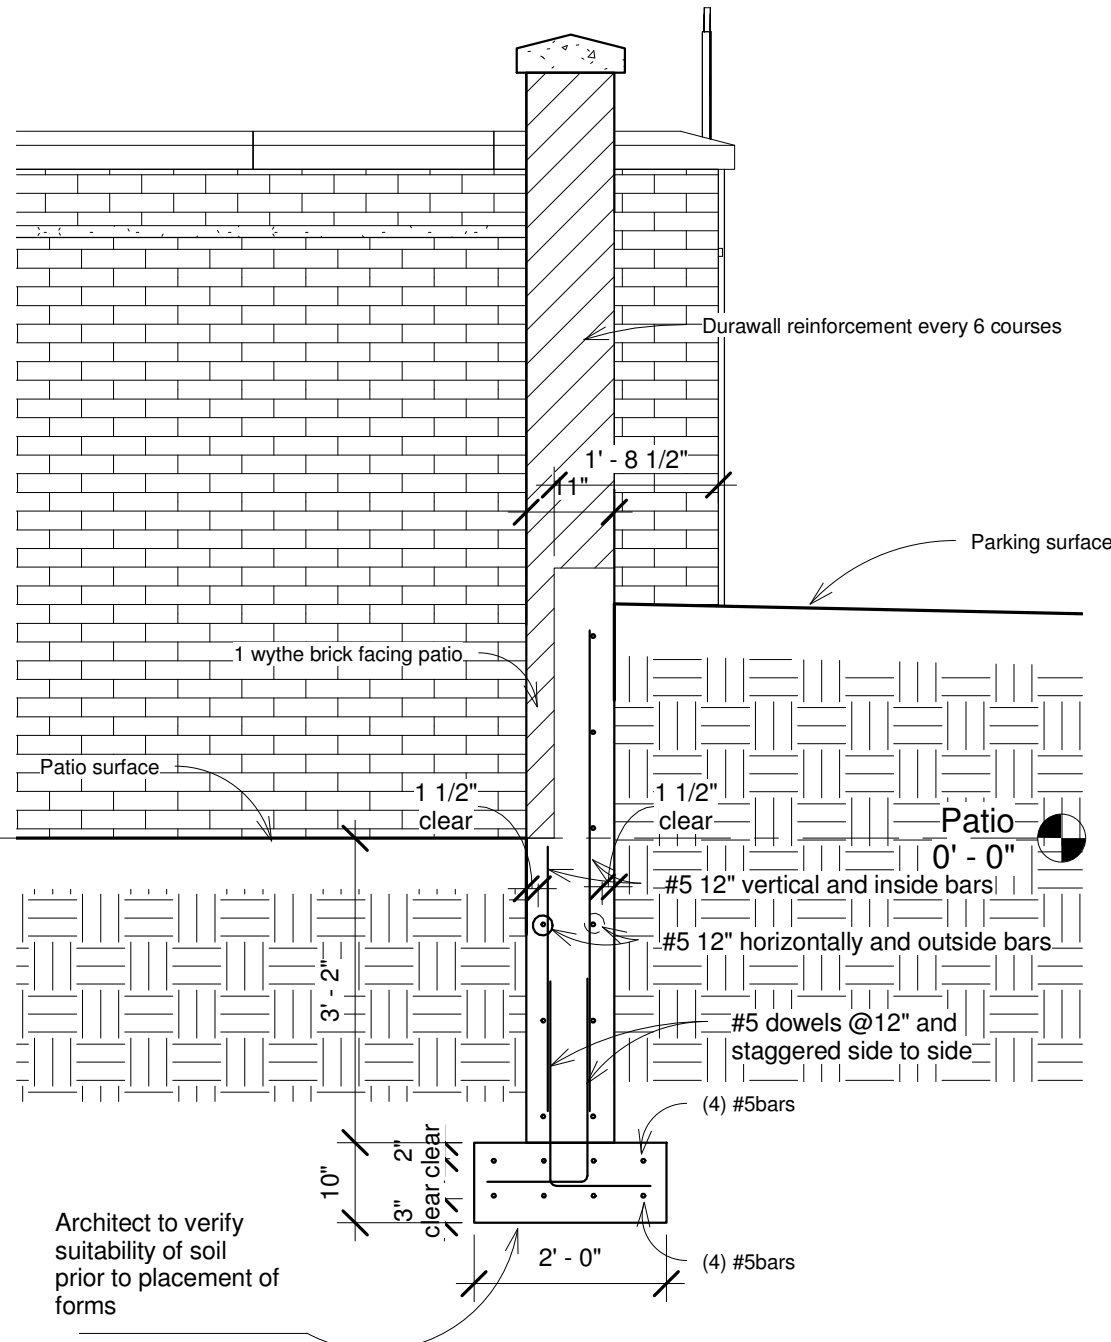 Durawall reinforcement every 6 courses
1' - 8 1/2"
11"
Parking surface
1 wythe brick facing patio
Patio surface
1 1/2"
clear
1 1/2"
clear
Patio
0' - 0"
#5 12" vertical and inside bars
#5 12" horizontally and outside bars
3' - 2"
#5 dowels @12" and
staggered side to side
(4) #5bars
2"
clear
10"
3"
clear
Architect to verify
suitability of soil
prior to placement of
forms
2' - 0"
(4) #5bars